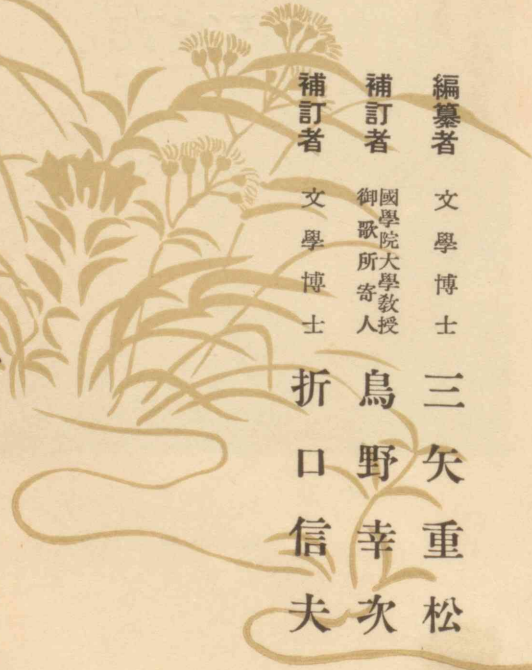 編纂者 文學博士 三矢重松
補訂者 國學院大學敎授 御歌所寄人 鳥野幸次
補訂者 文學博士 折口信夫